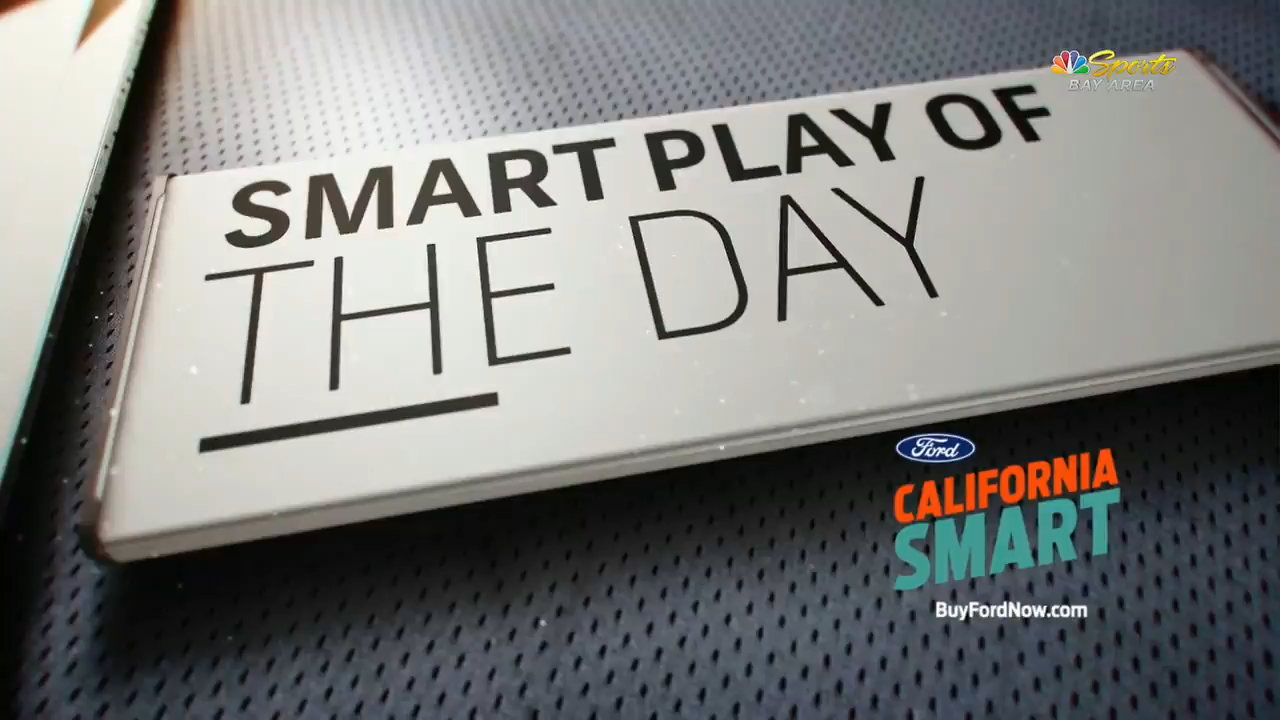 Sports
BAY AREA
SMART PLAY OF
THE DAY
Ford
CALIFORNIA
SMART
BuyFordNow.com